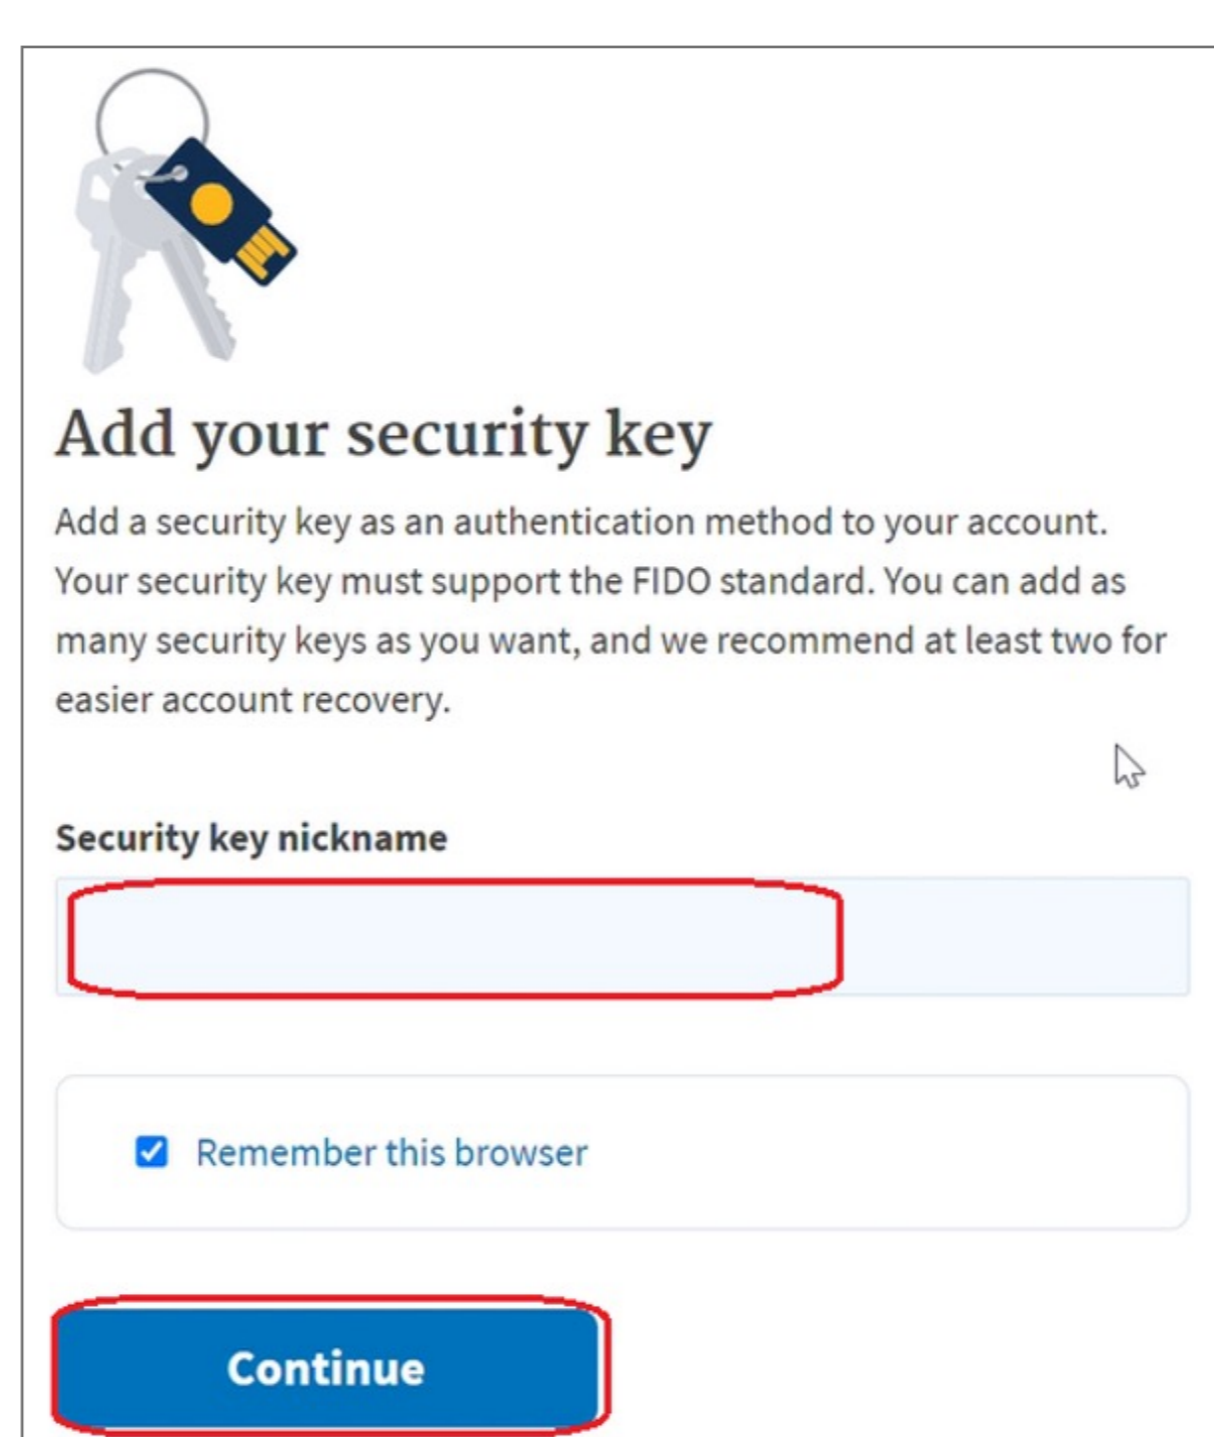 Add your security key
Add a security key as an authentication method to your account.
Your security key must support the FIDO standard. You can add as
many security keys as you want, and we recommend at least two for
easier account recovery.
Security key nickname
Remember this browser
Continue